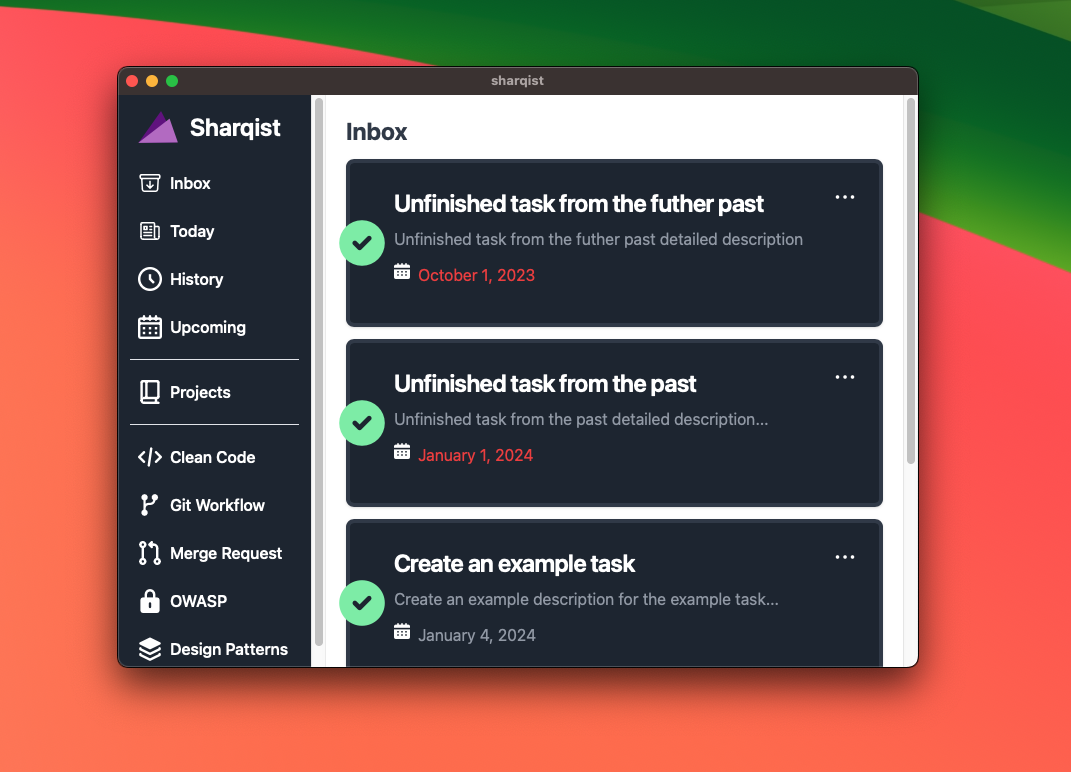 sharqist
Sharqist
Inbox
Today
History
Upcoming
Projects
Clean Code
Git Workflow
Merge Request
OWASP
Design Patterns
Inbox
Unfinished task from the futher past
Unfinished task from the futher past detailed description
October 1, 2023
Unfinished task from the past
Unfinished task from the past detailed description...
January 1, 2024
Create an example task
Create an example description for the example task...
January 4, 2024